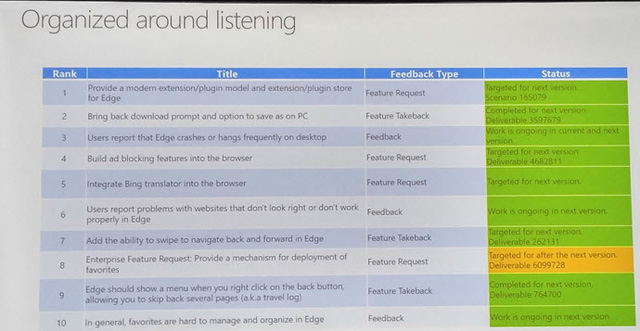 Organized around listening
Rank Title Feedback Type Status
1 Provide a modern extension/plugin model and extension/plugin store for Edge Feature Request Targeted for next version. Scenario 165079
2 Bring back download prompt and option to save as on PC Feature Takeback Completed for next version. Deliverable 3597679
3 Users report that Edge crashes or hangs frequently on desktop Feedback Work is ongoing in current and next version.
4 Build ad blocking features into the browser Feature Request Targeted for next version. Deliverable 4682811
5 Integrate Bing translator into the browser Feature Request Targeted for next version.
6 Users report problems with websites that don't look right or don't work properly in Edge Feedback Work is ongoing in next version.
7 Add the ability to swipe to navigate back and forward in Edge Feature Takeback Targeted for next version. Deliverable 262131
8 Enterprise Feature Request: Provide a mechanism for deployment of favorites Feature Request Targeted for after the next version. Deliverable 6099728
9 Edge should show a menu when you right click on the back button, allowing you to skip back several pages (a.k.a travel log) Feature Takeback Completed for next version. Deliverable 764700
10 In general, favorites are hard to manage and organize in Edge Feedback Work is ongoing in next version.